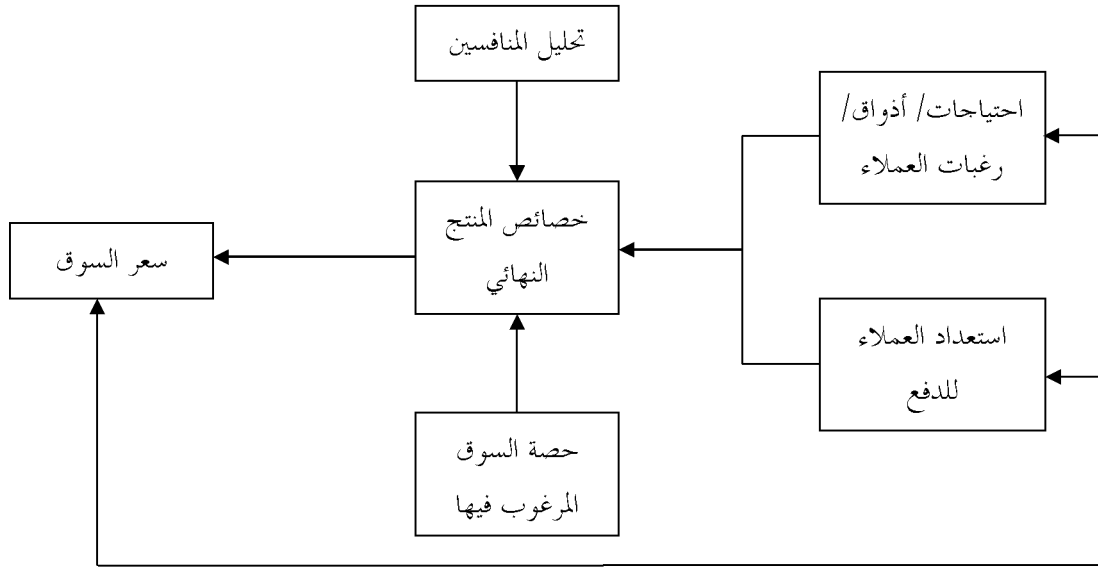 تحليل المنافسين
احتياجات/ أذواق/
رغبات العملاء
خصائص المنتج
النهائي
سعر السوق
استعداد العملاء
للدفع
حصة السوق
المرغوب فيها